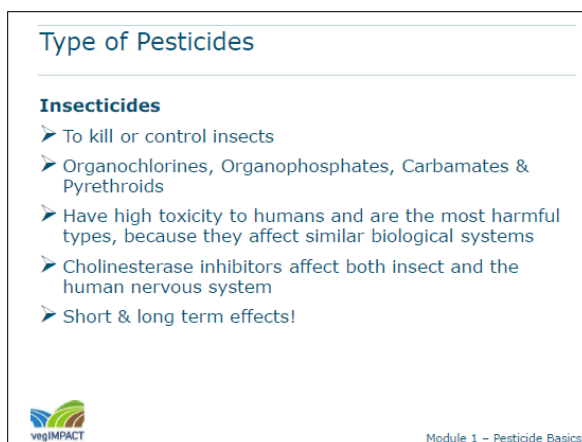 Type of Pesticides
Insecticides
➢ To kill or control insects
➢ Organochlorines, Organophosphates, Carbamates &
Pyrethroids
➢ Have high toxicity to humans and are the most harmful
types, because they affect similar biological systems
➢ Cholinesterase inhibitors affect both insect and the
human nervous system
➢ Short & long term effects!
vegIMPACT
Module 1 – Pesticide Basics